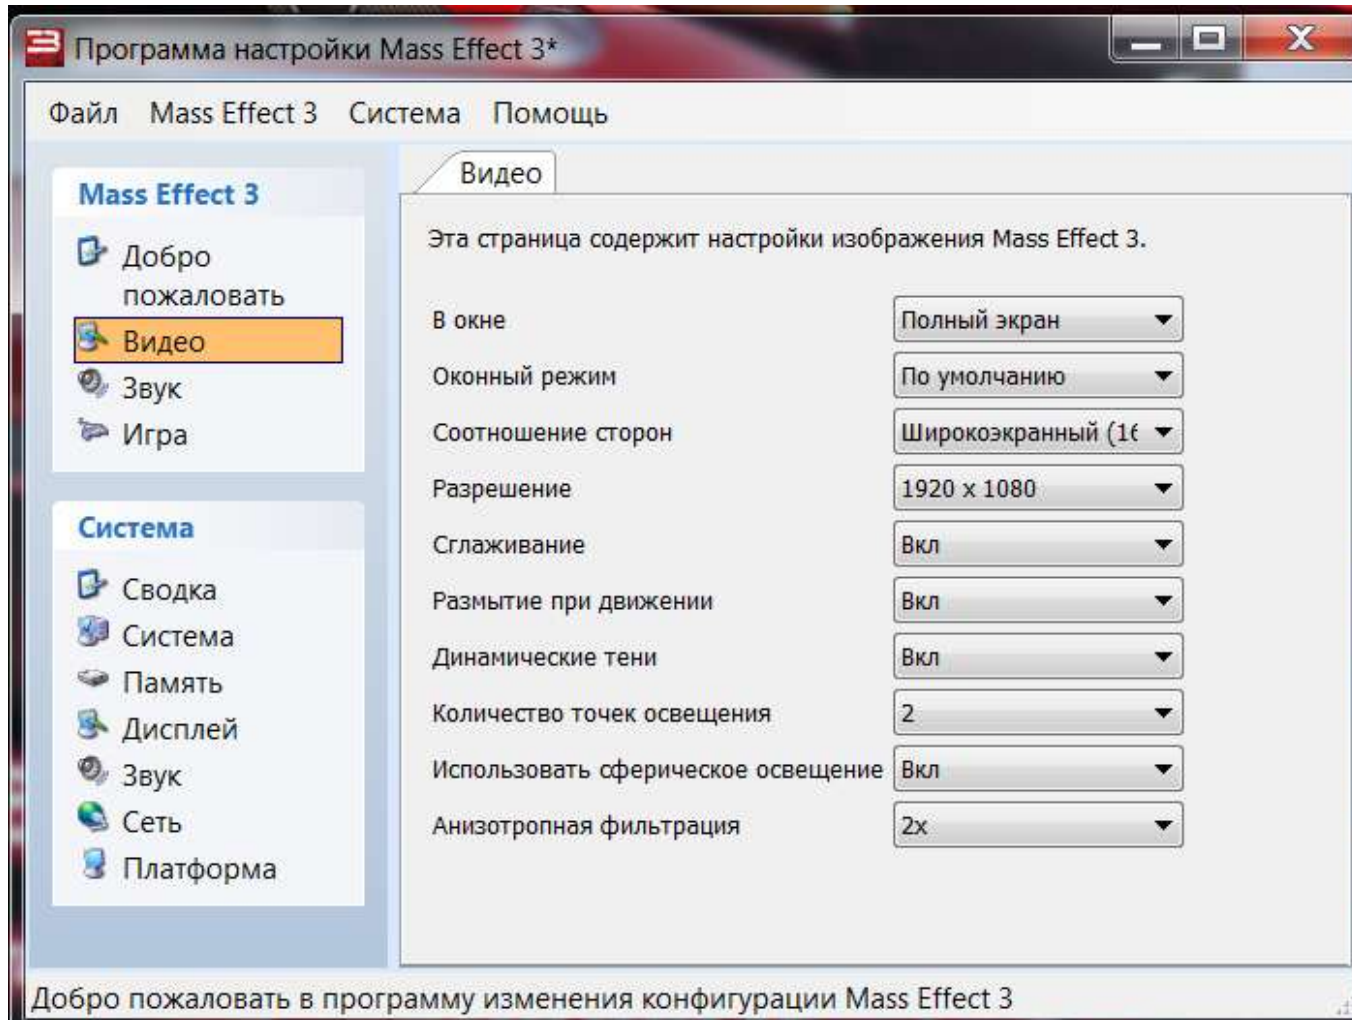 Программа настройки Mass Effect 3*
Файл Mass Effect 3 Система Помощь
Mass Effect 3
Добро
пожаловать
Видео
Звук
Игра
Система
Сводка
Система
Память
Дисплей
Звук
Сеть
Платформа
Видео
Эта страница содержит настройки изображения Mass Effect 3.
В окне Полный экран
Оконный режим По умолчанию
Соотношение сторон Широкоэкранный (16
Разрешение 1920 x 1080
Сглаживание Вкл
Размытие при движении Вкл
Динамические тени Вкл
Количество точек освещения 2
Использовать сферическое освещение Вкл
Анизотропная фильтрация 2x
Добро пожаловать в программу изменения конфигурации Mass Effect 3